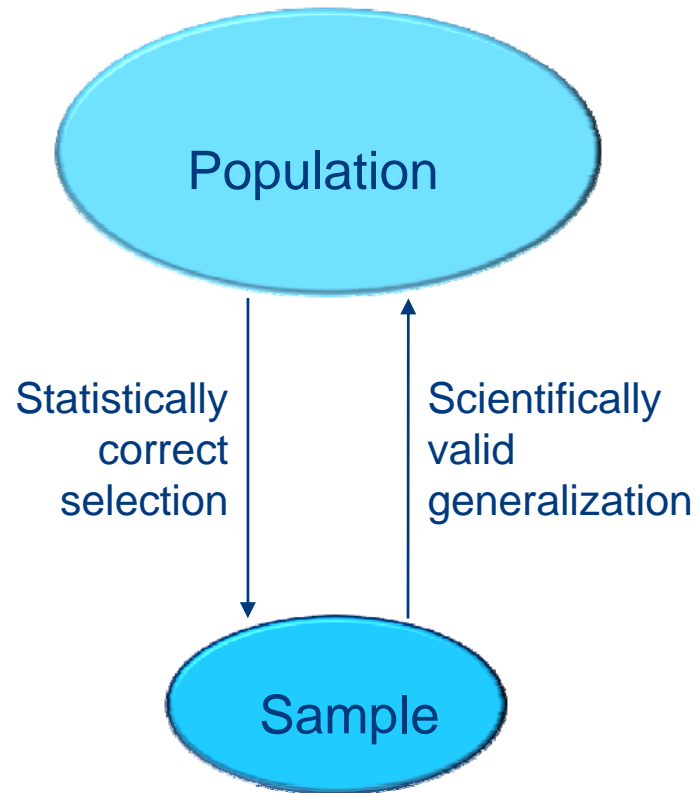 Population
Statistically
correct
selection
Scientifically
valid
generalization
Sample